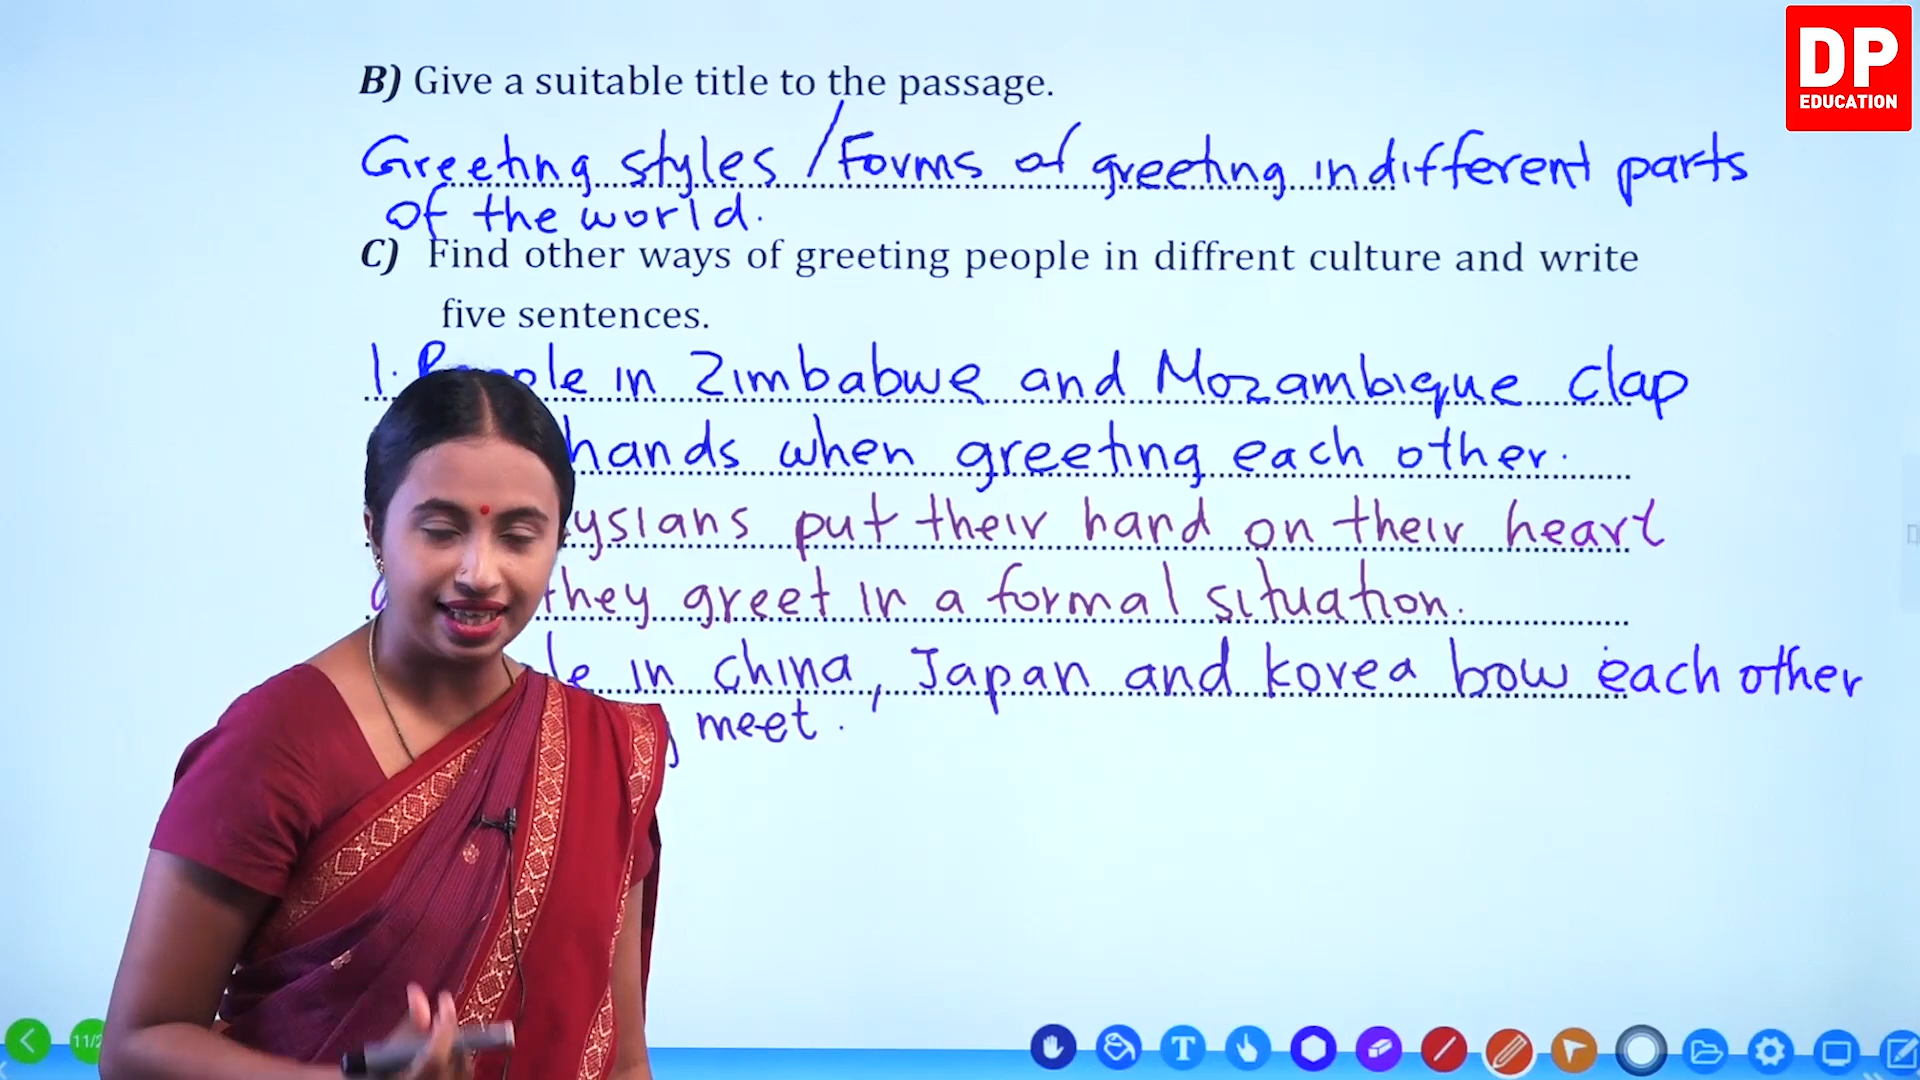 DP
EDUCATION
B) Give a suitable title to the passage.
Greeting styles / Forms of greeting in different parts
of the world.
C) Find other ways of greeting people in diffrent culture and write
five sentences.
1. People in Zimbabwe and Mozambique clap
hands when greeting each other.
put their hand on their heart
they greet in a formal situation.
in china, Japan and Korea bow each other
meet.